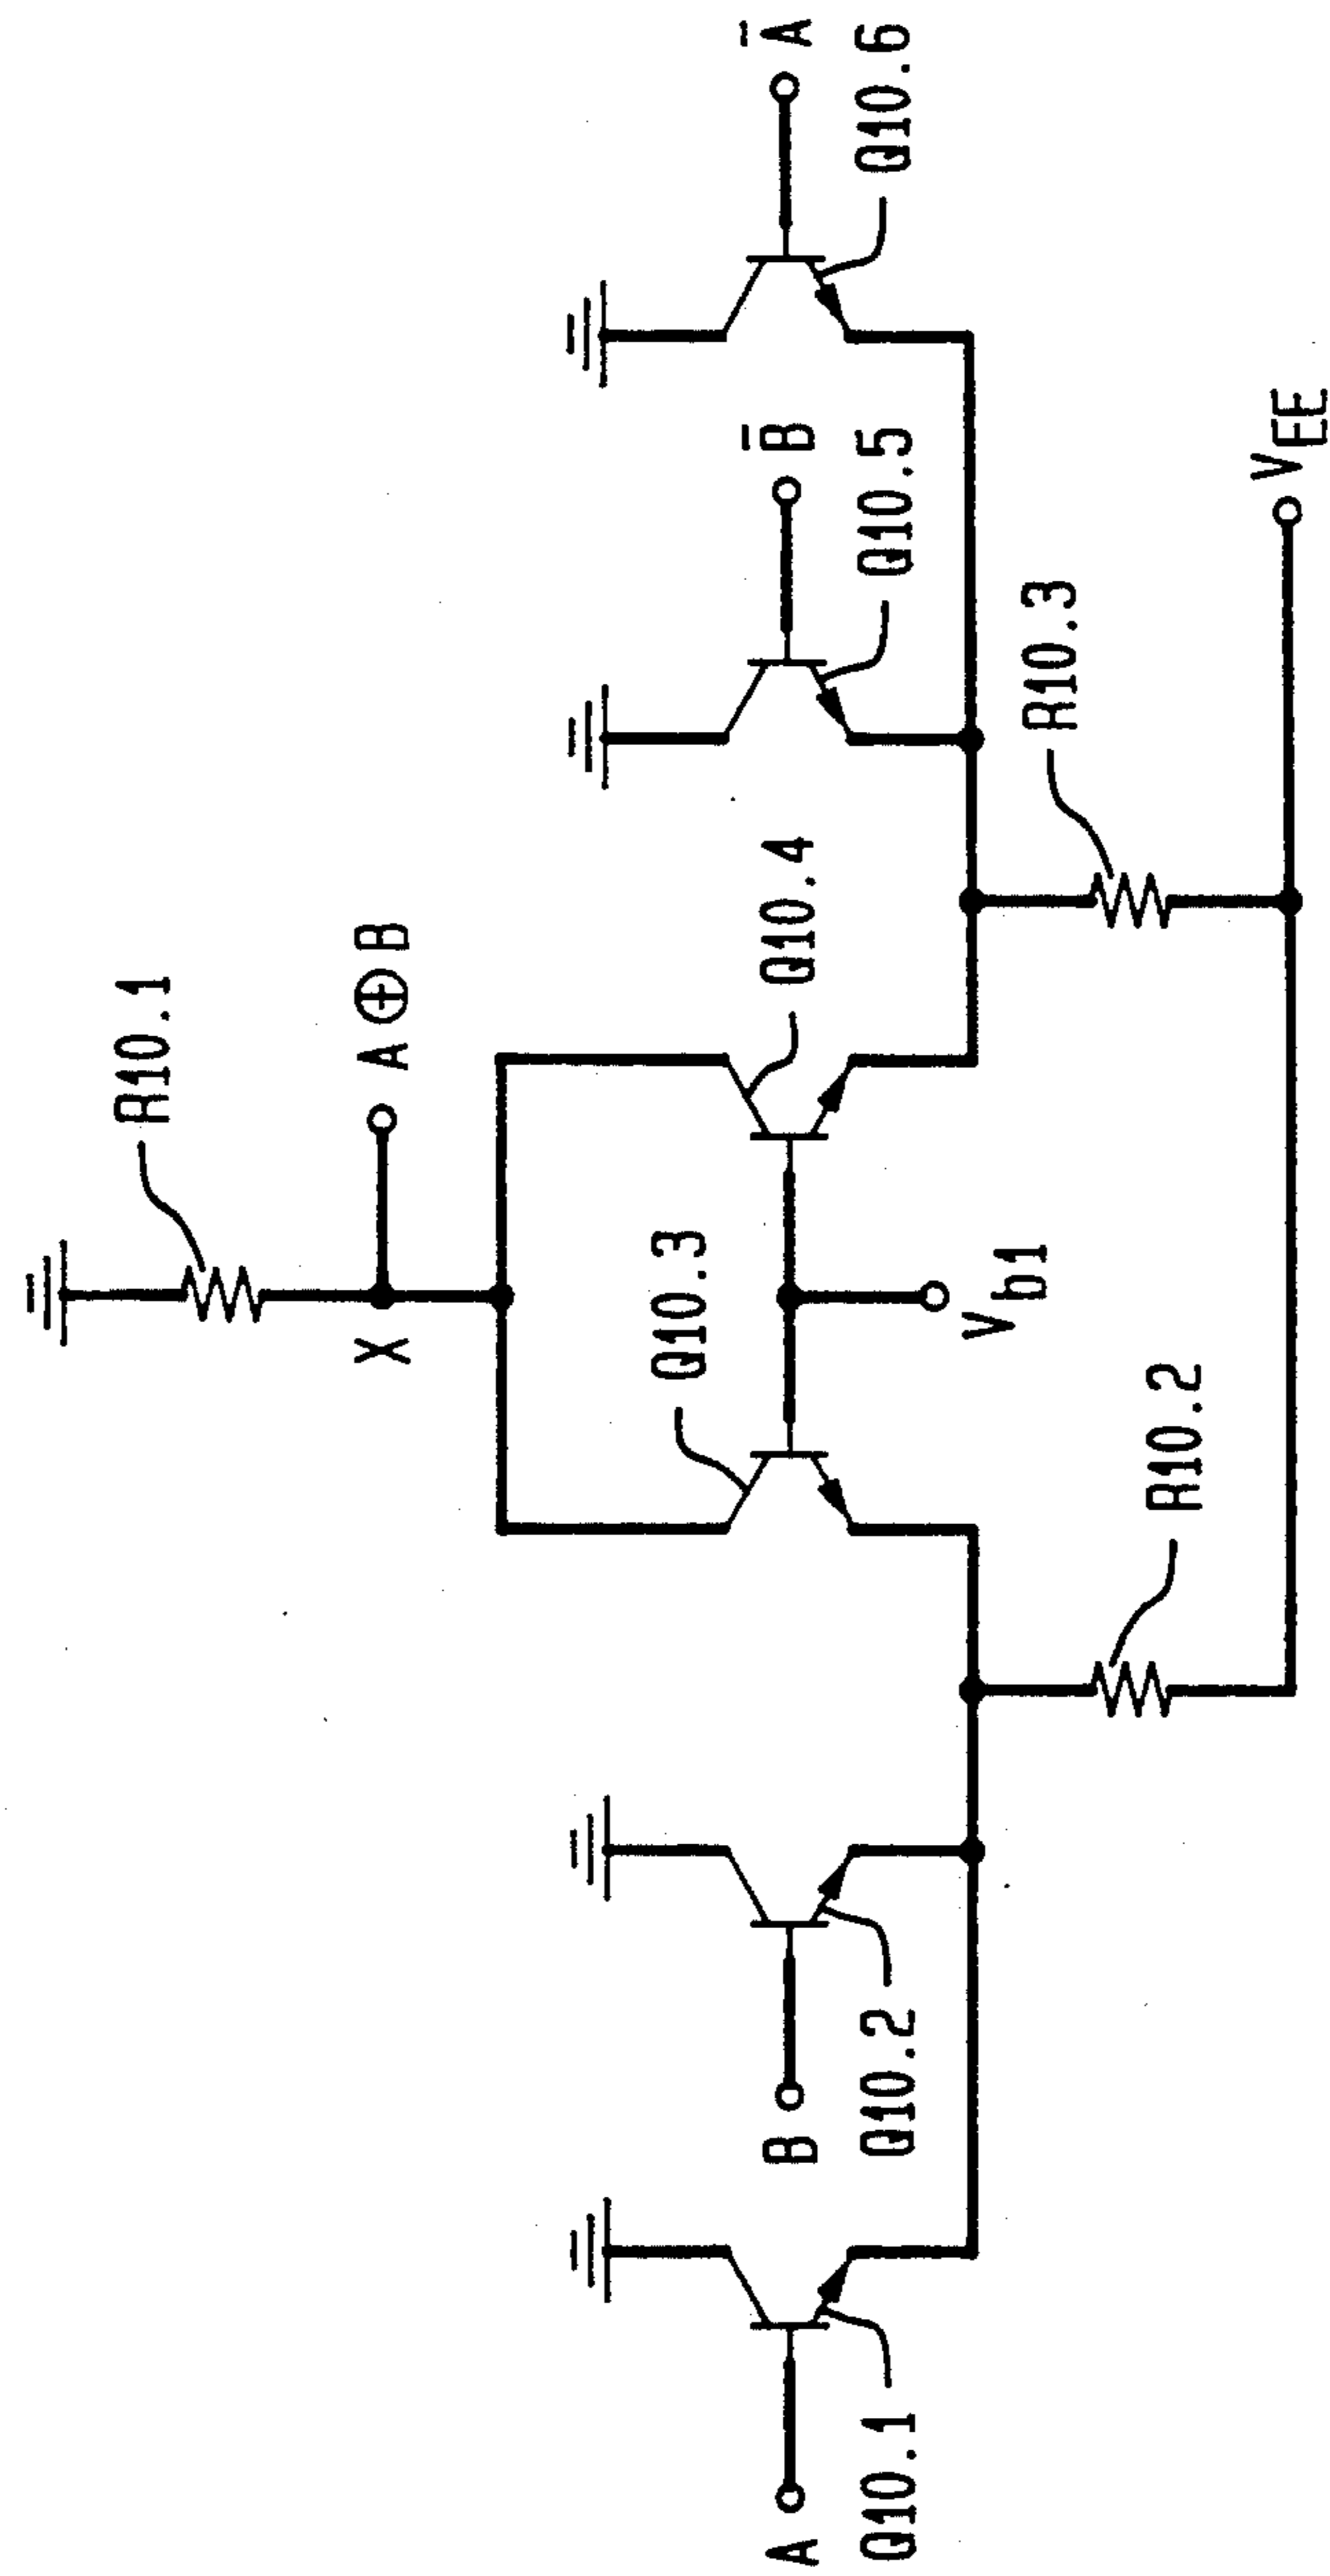 R10.1
X
A ⊕ B
Q10.3
Q10.4
A
Q10.1
B
Q10.2
V_b1
B̅
Q10.5
A̅
Q10.6
R10.2
R10.3
V_EE